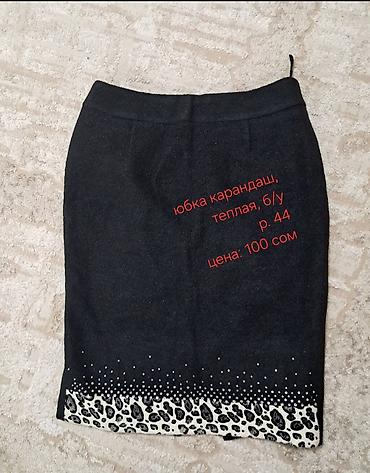 юбка карандаш,
теплая, б/у
р. 44
цена: 100 сом